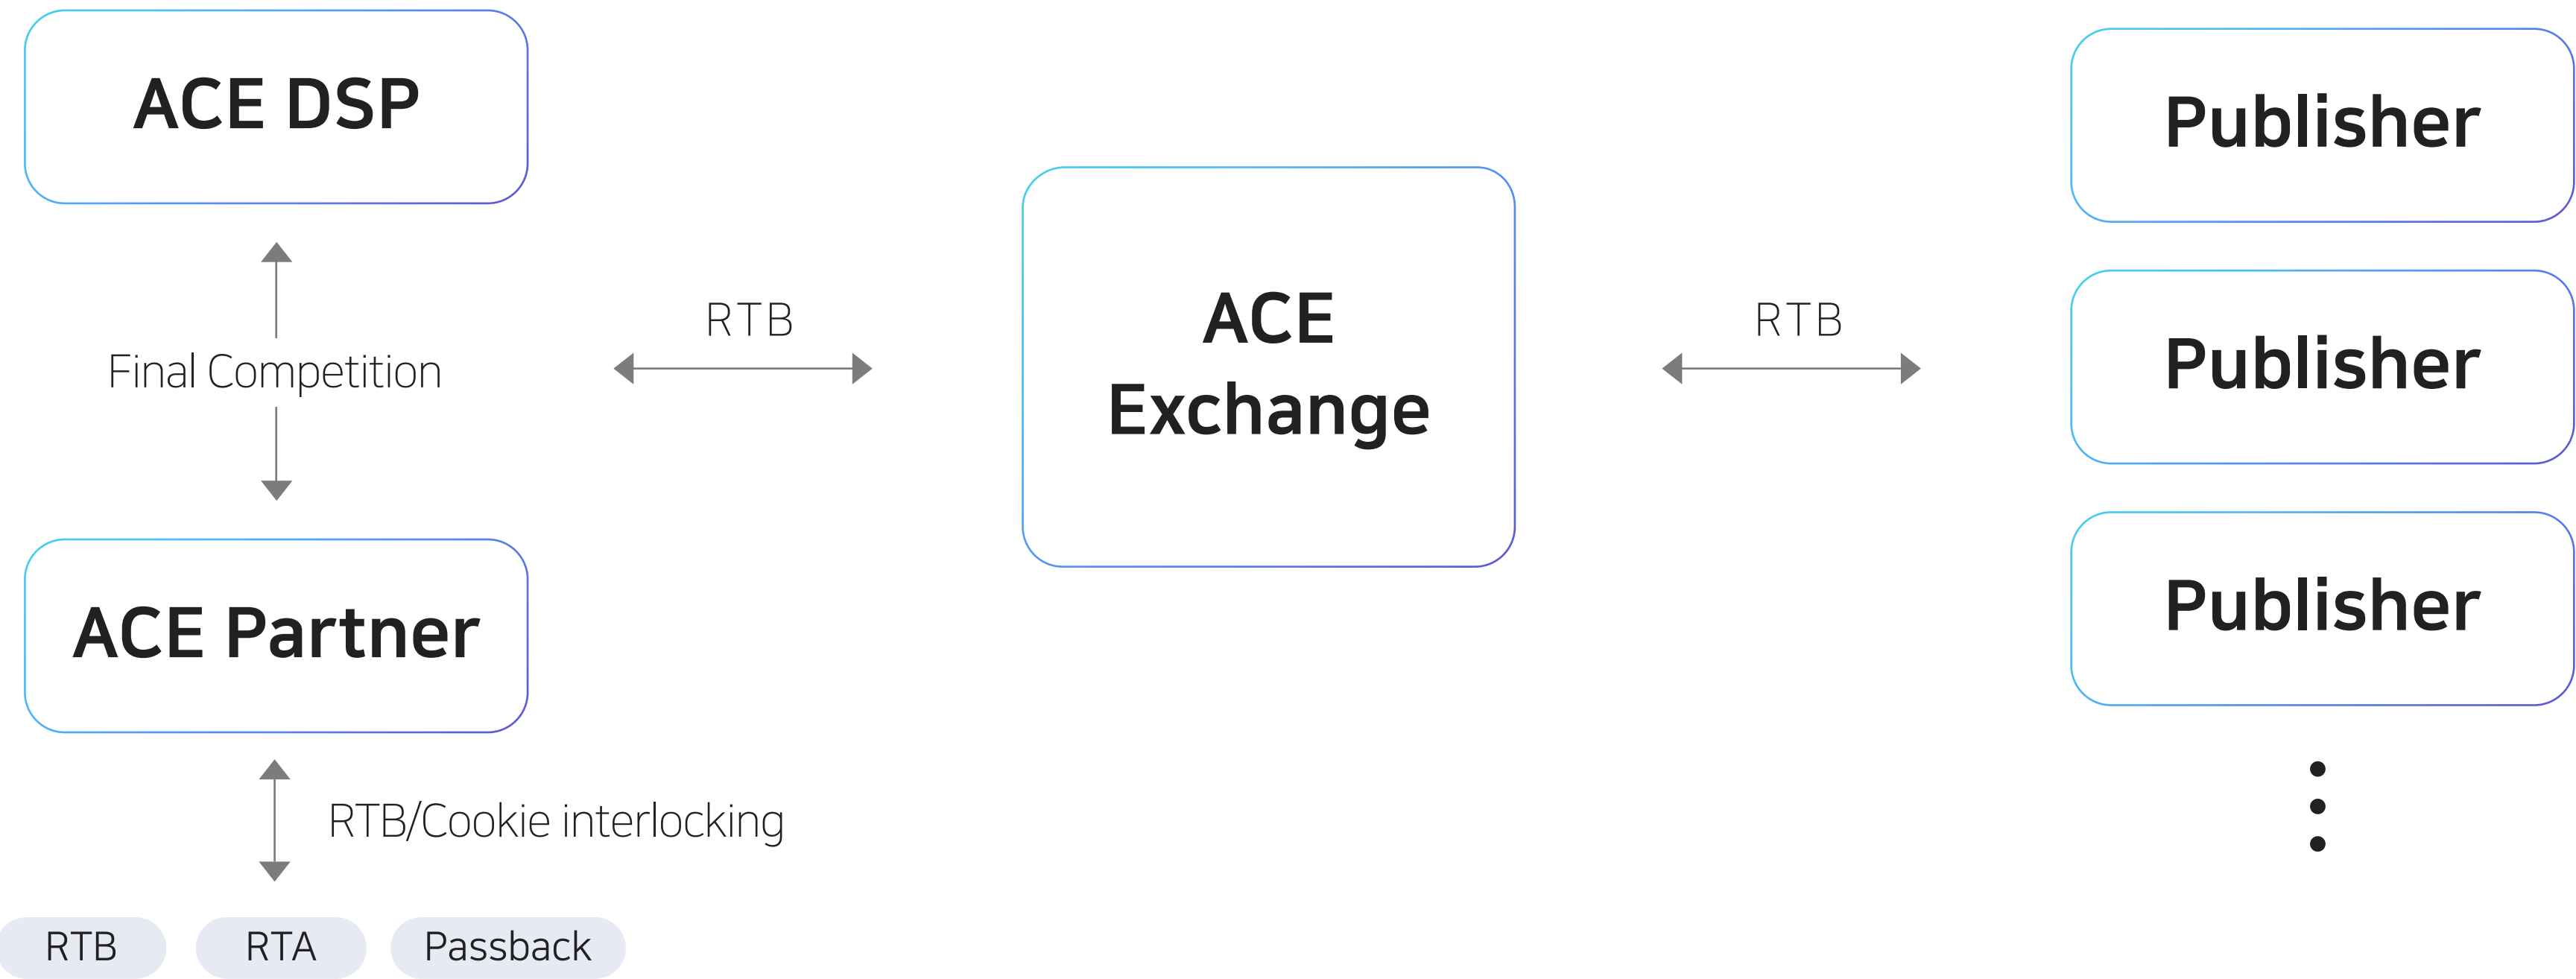 ACE DSP
Final Competition
ACE Partner
RTB/Cookie interlocking
RTB
RTA
Passback
RTB
ACE
Exchange
RTB
Publisher
Publisher
Publisher